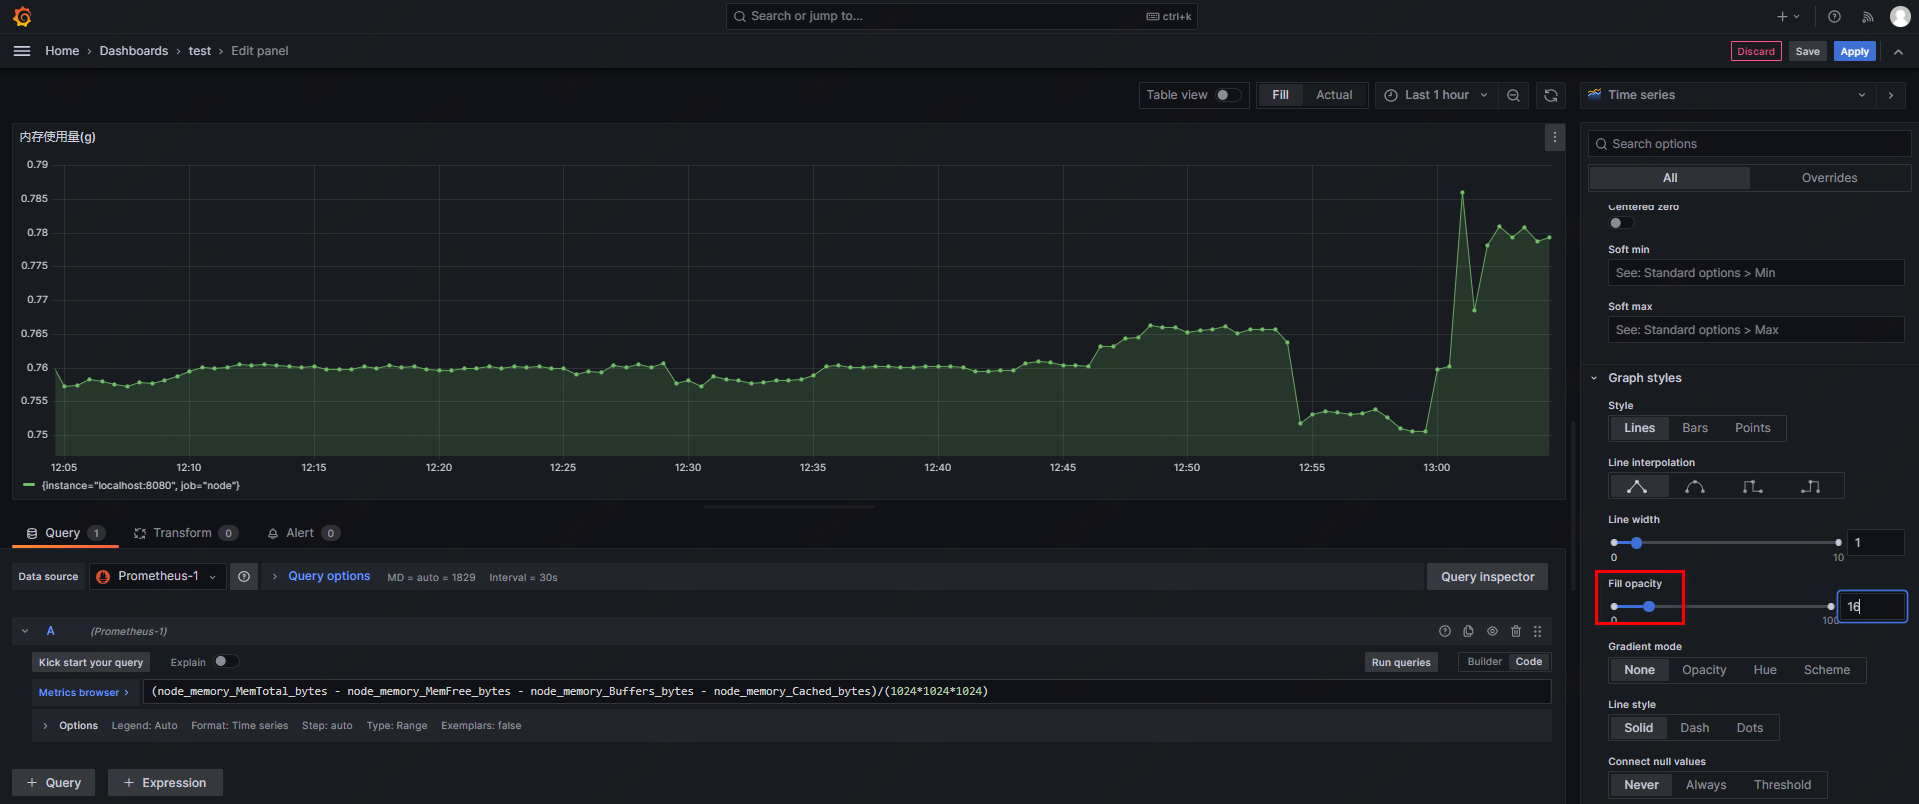 Search or jump to...
ctrl+k
Home › Dashboards › test › Edit panel
Discard
Save
Apply
Table view
Fill
Actual
Last 1 hour
Time series
内存使用量(g)
0.79
0.785
0.78
0.775
0.77
0.765
0.76
0.755
0.75
12:05
12:10
12:15
12:20
12:25
12:30
12:35
12:40
12:45
12:50
12:55
13:00
{instance="localhost:8080", job="node"}
Search options
All
Overrides
Centered zero
Soft min
See: Standard options > Min
Soft max
See: Standard options > Max
Graph styles
Style
Lines
Bars
Points
Line interpolation
Line width
0
10
1
Fill opacity
0
100
16
Gradient mode
None
Opacity
Hue
Scheme
Line style
Solid
Dash
Dots
Connect null values
Never
Always
Threshold
Query 1
Transform 0
Alert 0
Data source
Prometheus-1
Query options
MD = auto = 1829
Interval = 30s
Query inspector
A
(Prometheus-1)
Kick start your query
Explain
Run queries
Builder
Code
Metrics browser >
(node_memory_MemTotal_bytes - node_memory_MemFree_bytes - node_memory_Buffers_bytes - node_memory_Cached_bytes)/(1024*1024*1024)
Options
Legend: Auto
Format: Time series
Step: auto
Type: Range
Exemplars: false
+ Query
+ Expression